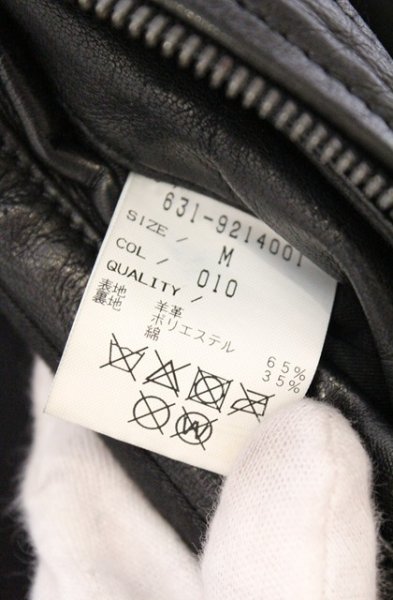 631-9214001
SIZE / M
COL / 010
QUALITY /
表地 羊革
裏地 ポリエステル 65%
綿 35%